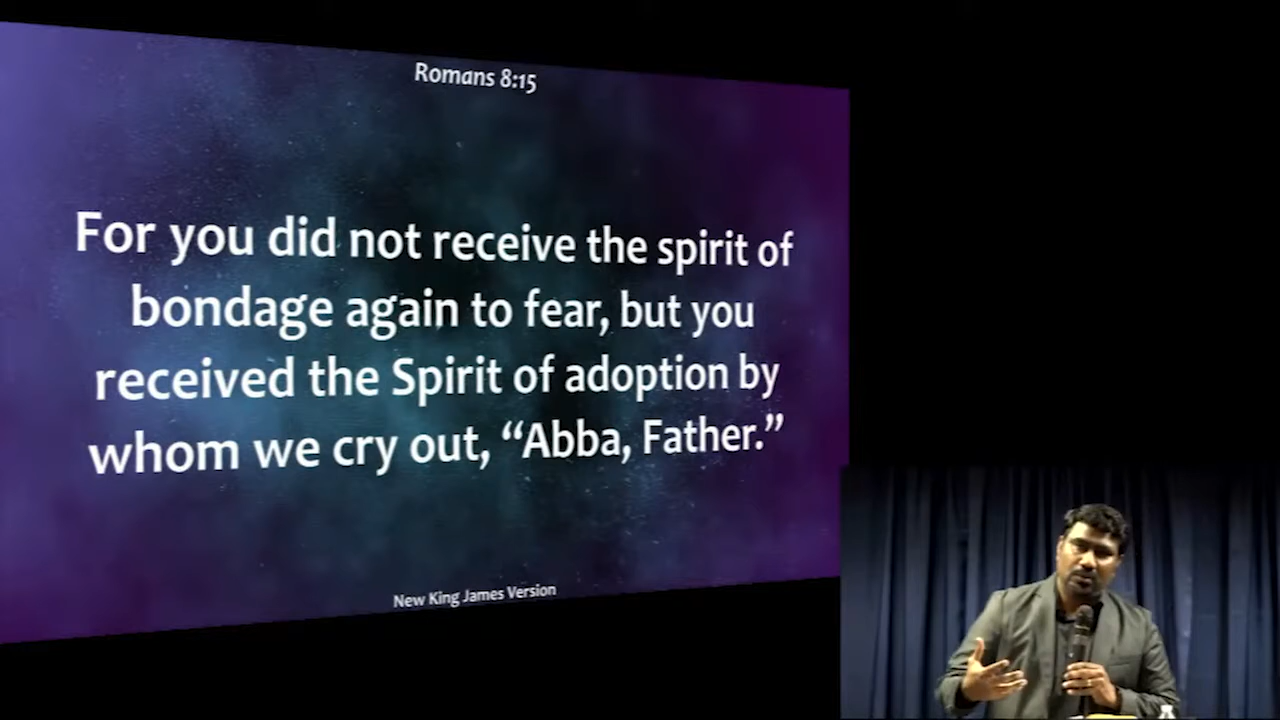 Romans 8:15
For you did not receive the spirit of
bondage again to fear, but you
received the Spirit of adoption by
whom we cry out, “Abba, Father.”
New King James Version